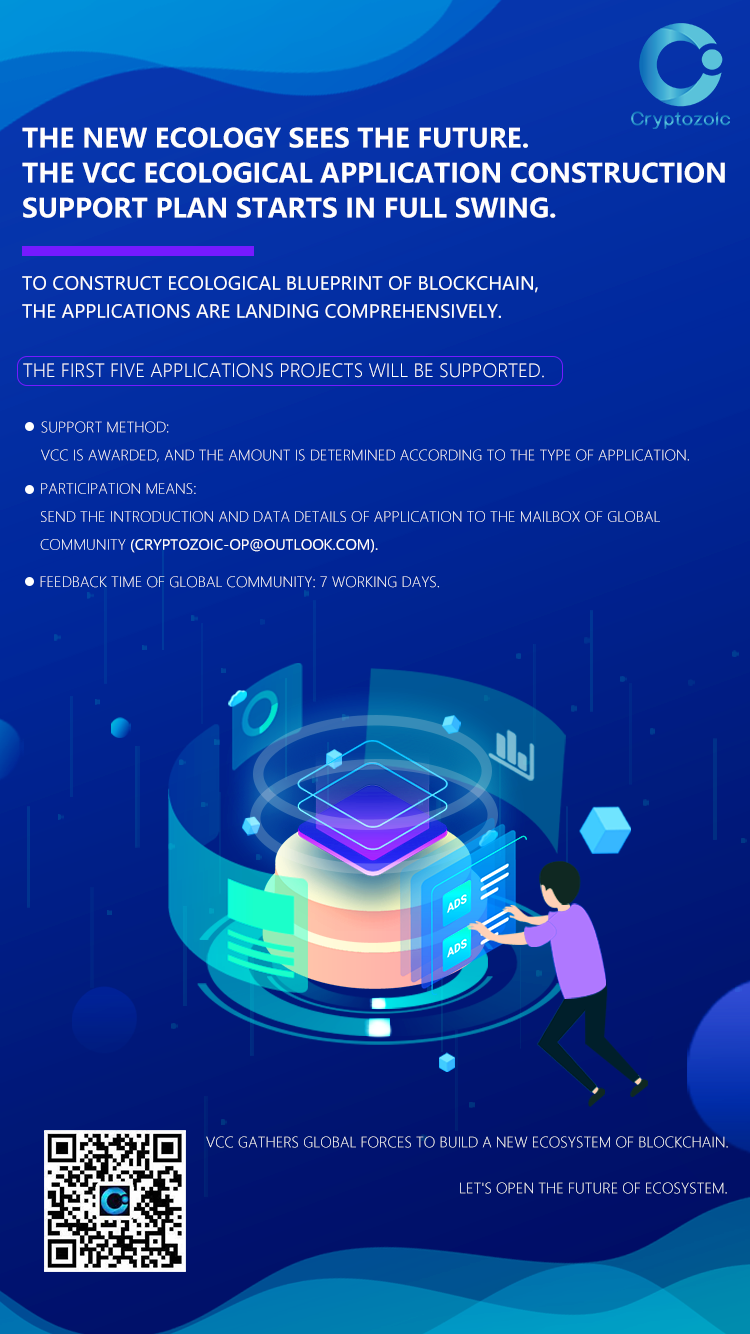 Cryptozoic
THE NEW ECOLOGY SEES THE FUTURE.
THE VCC ECOLOGICAL APPLICATION CONSTRUCTION
SUPPORT PLAN STARTS IN FULL SWING.
TO CONSTRUCT ECOLOGICAL BLUEPRINT OF BLOCKCHAIN,
THE APPLICATIONS ARE LANDING COMPREHENSIVELY.
THE FIRST FIVE APPLICATIONS PROJECTS WILL BE SUPPORTED.
SUPPORT METHOD:
VCC IS AWARDED, AND THE AMOUNT IS DETERMINED ACCORDING TO THE TYPE OF APPLICATION.
PARTICIPATION MEANS:
SEND THE INTRODUCTION AND DATA DETAILS OF APPLICATION TO THE MAILBOX OF GLOBAL
COMMUNITY (CRYPTOZOIC-OP@OUTLOOK.COM).
FEEDBACK TIME OF GLOBAL COMMUNITY: 7 WORKING DAYS.
ADS
ADS
VCC GATHERS GLOBAL FORCES TO BUILD A NEW ECOSYSTEM OF BLOCKCHAIN.
LET'S OPEN THE FUTURE OF ECOSYSTEM.